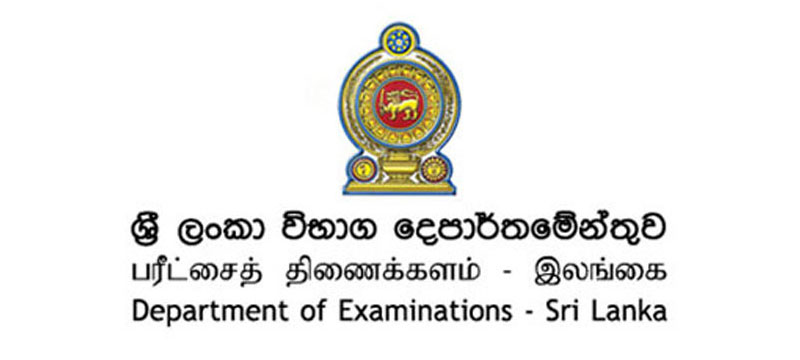 ශ්‍රී ලංකා විභාග දෙපාර්තමේන්තුව
பரீட்சைத் திணைக்களம் - இலங்கை
Department of Examinations - Sri Lanka